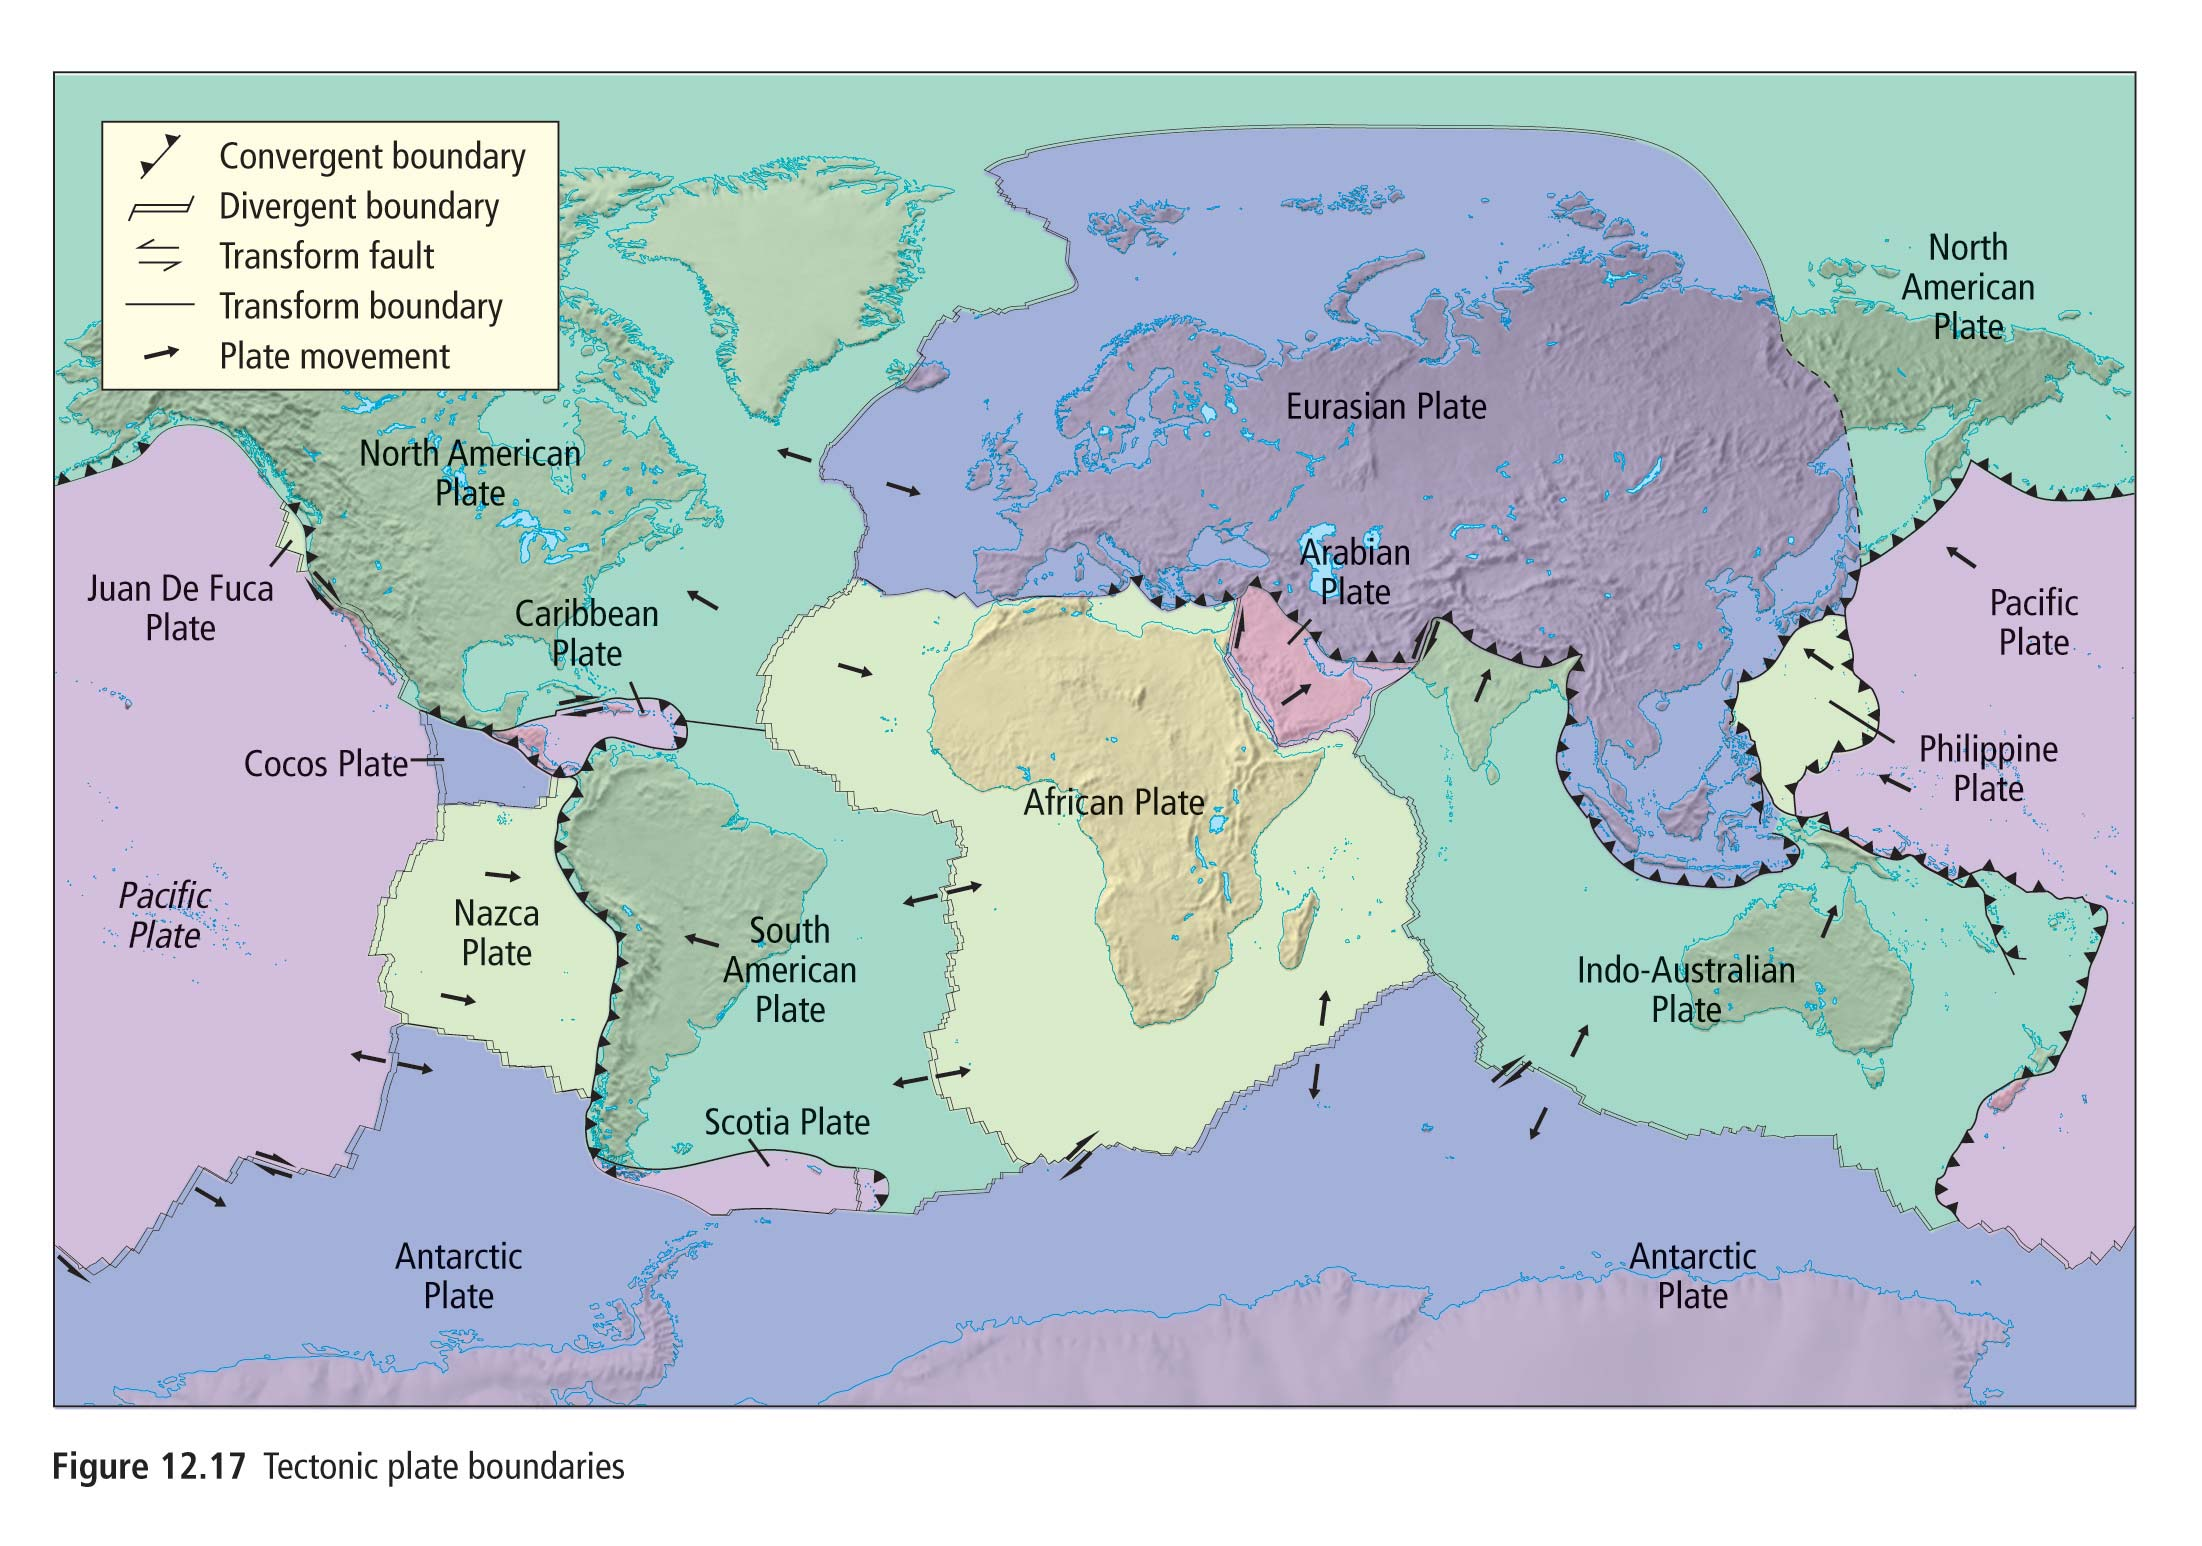 Convergent boundary
Divergent boundary
Transform fault
Transform boundary
Plate movement
North
American
Plate
Eurasian Plate
North American
Plate
Arabian
Plate
Juan De Fuca
Plate
Caribbean
Plate
Pacific
Plate
Cocos Plate
Philippine
Plate
African Plate
Pacific
Plate
Nazca
Plate
South
American
Plate
Indo-Australian
Plate
Scotia Plate
Antarctic
Plate
Antarctic
Plate
Figure 12.17 Tectonic plate boundaries